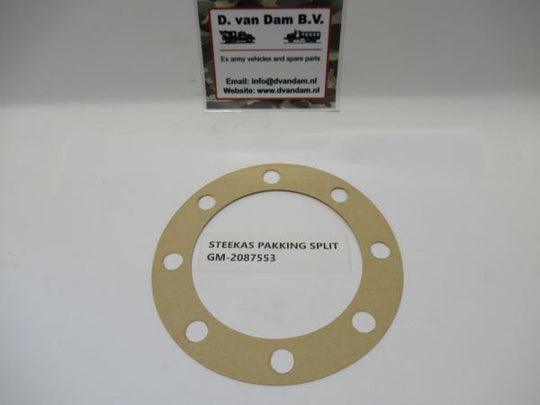 D. van Dam B.V.
Ex army vehicles and spare parts
Email: info@dvandam.nl
Website: www.dvandam.nl
STEEKAS PAKKING SPLIT
GM-2087553